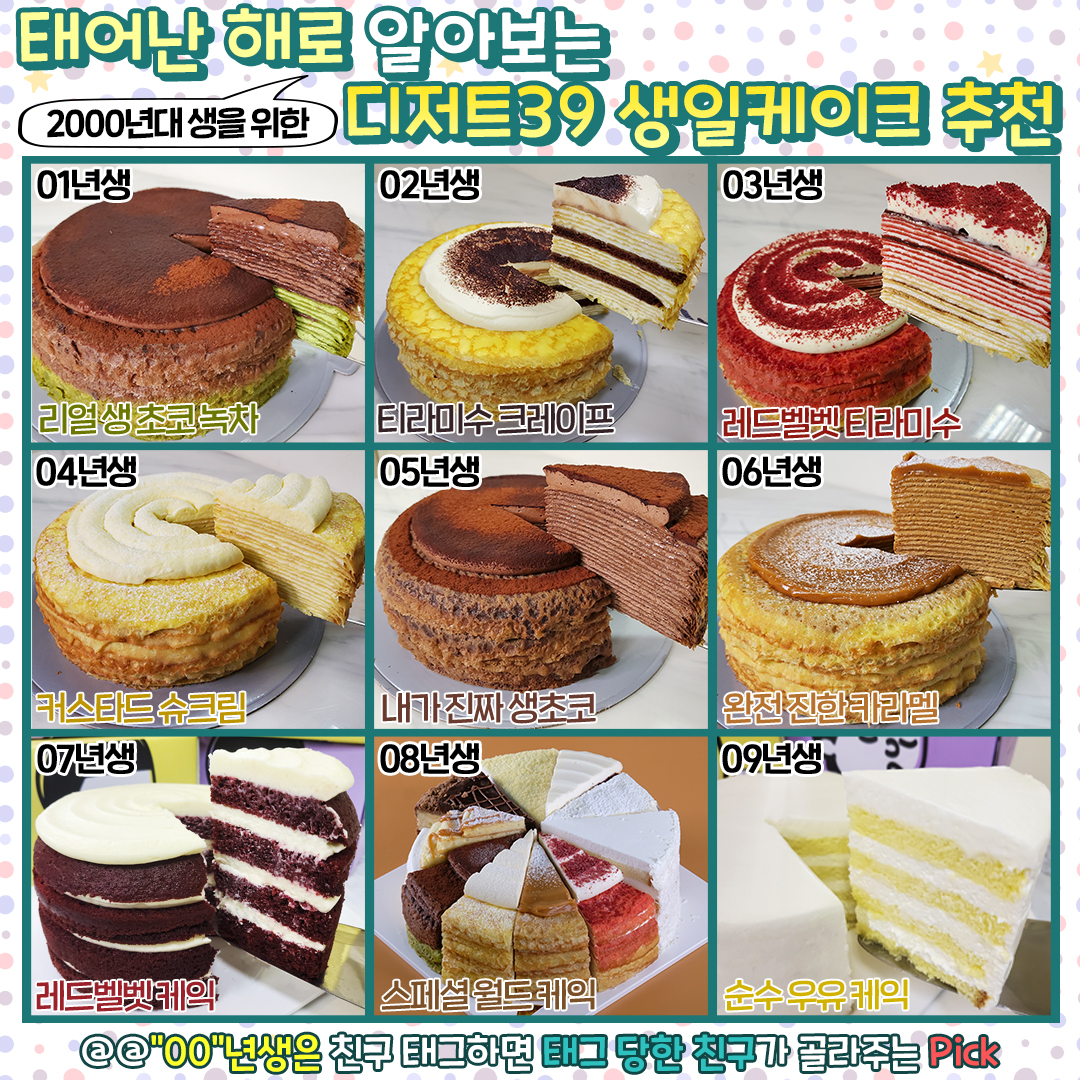 태어난 해로 알아보는
2000년대 생을 위한
디저트39 생일케이크 추천
01년생
02년생
03년생
리얼 생 초코 녹차
티라미수 크레이프
레드벨벳 티라미수
04년생
05년생
06년생
커스타드 슈크림
내가 진짜 생초코
완전 진한 카라멜
07년생
08년생
09년생
레드벨벳 케익
스페셜 월드 케익
순수 우유 케익
@@"00"년생은 친구 태그하면 태그 당한 친구가 골라주는 Pick